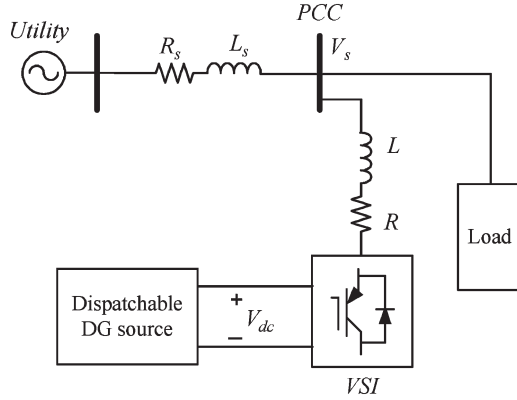 PCC
Utility
R_s
L_s
V_s
L
R
Load
Dispatchable
DG source
+
V_dc
−
VSI